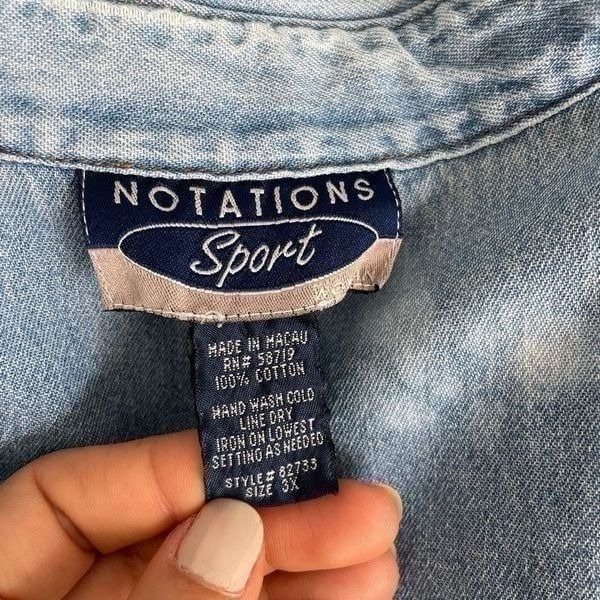 NOTATIONS
Sport
WOMAN
MADE IN MACAU
RN# 58719
100% COTTON
HAND WASH COLD
LINE DRY
IRON ON LOWEST
SETTING AS NEEDED
STYLE# 82733
SIZE 3X